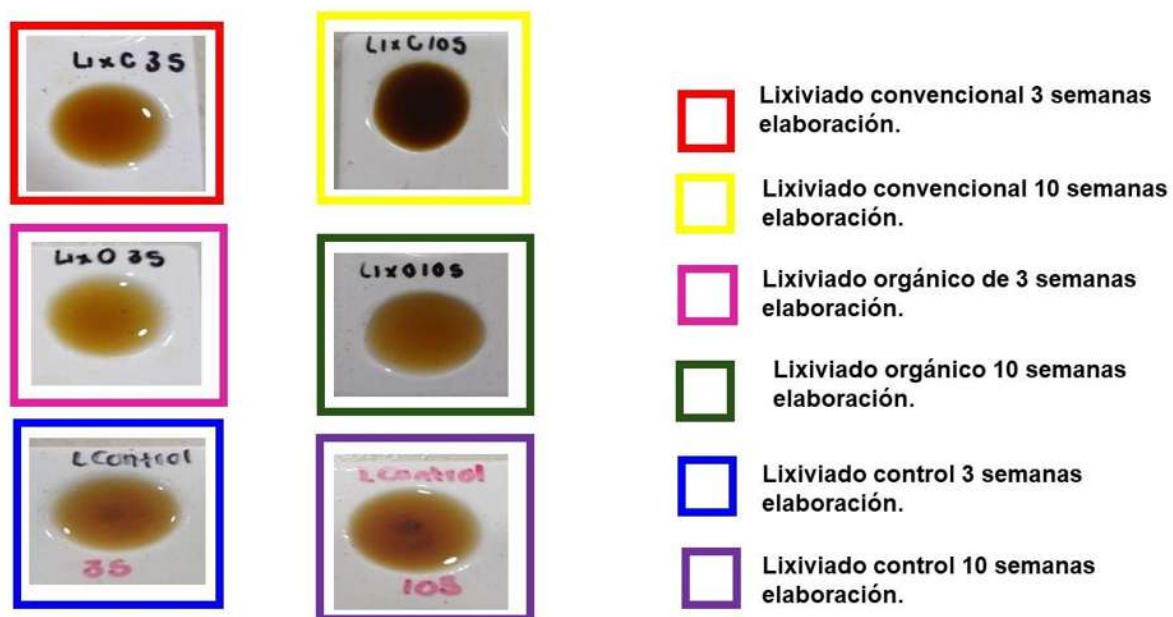 LixC 3S
LixC10S
LixO 3S
LixO10S
LControl
3S
LControl
10S
Lixiviado convencional 3 semanas
elaboración.
Lixiviado convencional 10 semanas
elaboración.
Lixiviado orgánico de 3 semanas
elaboración.
Lixiviado orgánico 10 semanas
elaboración.
Lixiviado control 3 semanas
elaboración.
Lixiviado control 10 semanas
elaboración.